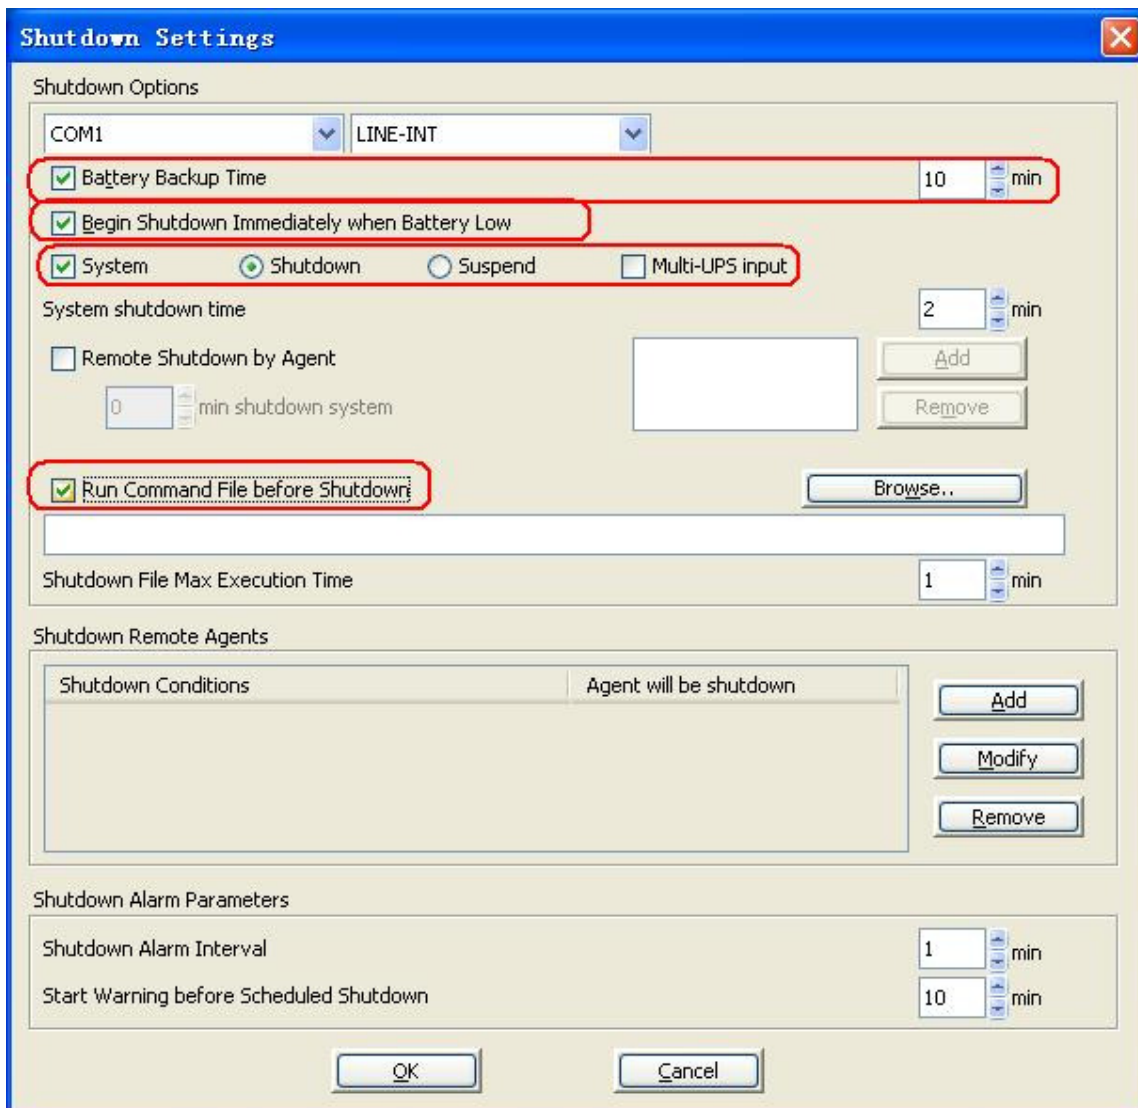 Shutdown Settings
Shutdown Options
COM1 LINE-INT
Battery Backup Time 10 min
Begin Shutdown Immediately when Battery Low
System Shutdown Suspend Multi-UPS input
System shutdown time 2 min
Remote Shutdown by Agent Add
0 min shutdown system Remove
Run Command File before Shutdown Browse..
Shutdown File Max Execution Time 1 min
Shutdown Remote Agents
Shutdown Conditions Agent will be shutdown
Add
Modify
Remove
Shutdown Alarm Parameters
Shutdown Alarm Interval 1 min
Start Warning before Scheduled Shutdown 10 min
OK Cancel